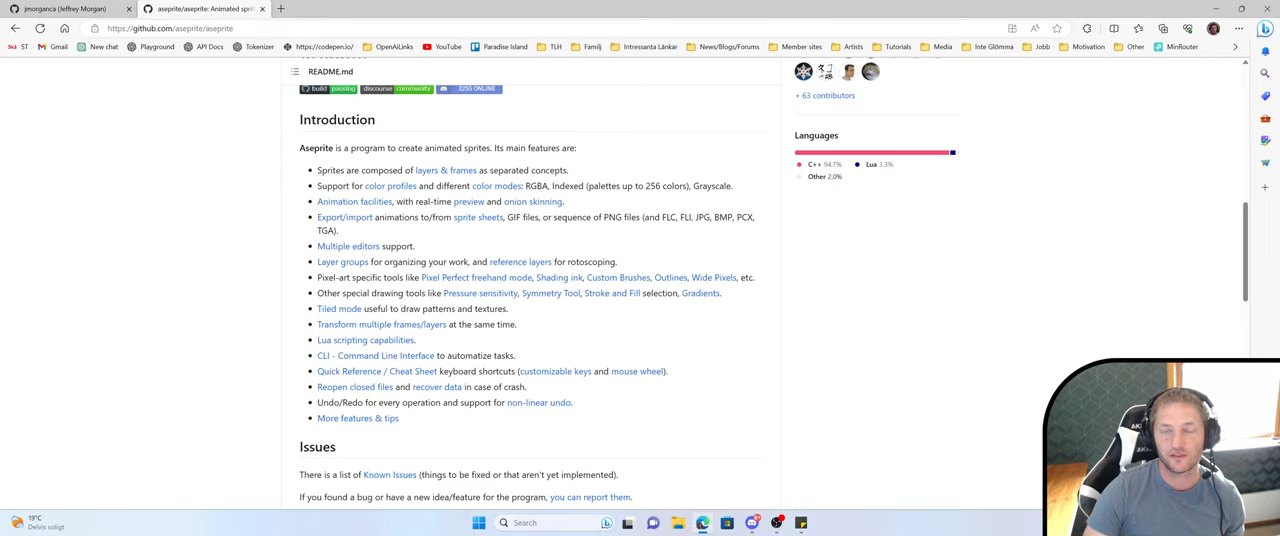 jmorganca (Jeffrey Morgan)
aseprite/aseprite: Animated spri
https://github.com/aseprite/aseprite
ST
Gmail
New chat
Playground
API Docs
Tokenizer
https://codepen.io/
OpenAiLinks
YouTube
Paradise Island
TLH
Familj
Intressanta Länkar
News/Blogs/Forums
Member sites
Artists
Tutorials
Media
Inte Glömma
Jobb
Motivation
Other
MinRouter
README.md
build passing
discourse community
2255 ONLINE
Introduction
Aseprite is a program to create animated sprites. Its main features are:
• Sprites are composed of layers & frames as separated concepts.
• Support for color profiles and different color modes: RGBA, Indexed (palettes up to 256 colors), Grayscale.
• Animation facilities, with real-time preview and onion skinning.
• Export/import animations to/from sprite sheets, GIF files, or sequence of PNG files (and FLC, FLI, JPG, BMP, PCX,
TGA).
• Multiple editors support.
• Layer groups for organizing your work, and reference layers for rotoscoping.
• Pixel-art specific tools like Pixel Perfect freehand mode, Shading ink, Custom Brushes, Outlines, Wide Pixels, etc.
• Other special drawing tools like Pressure sensitivity, Symmetry Tool, Stroke and Fill selection, Gradients.
• Tiled mode useful to draw patterns and textures.
• Transform multiple frames/layers at the same time.
• Lua scripting capabilities.
• CLI - Command Line Interface to automatize tasks.
• Quick Reference / Cheat Sheet keyboard shortcuts (customizable keys and mouse wheel).
• Reopen closed files and recover data in case of crash.
• Undo/Redo for every operation and support for non-linear undo.
• More features & tips
Issues
There is a list of Known Issues (things to be fixed or that aren't yet implemented).
If you found a bug or have a new idea/feature for the program, you can report them.
+ 63 contributors
Languages
C++ 94.7%
Lua 3.3%
Other 2.0%
19°C
Delvis soligt
Search